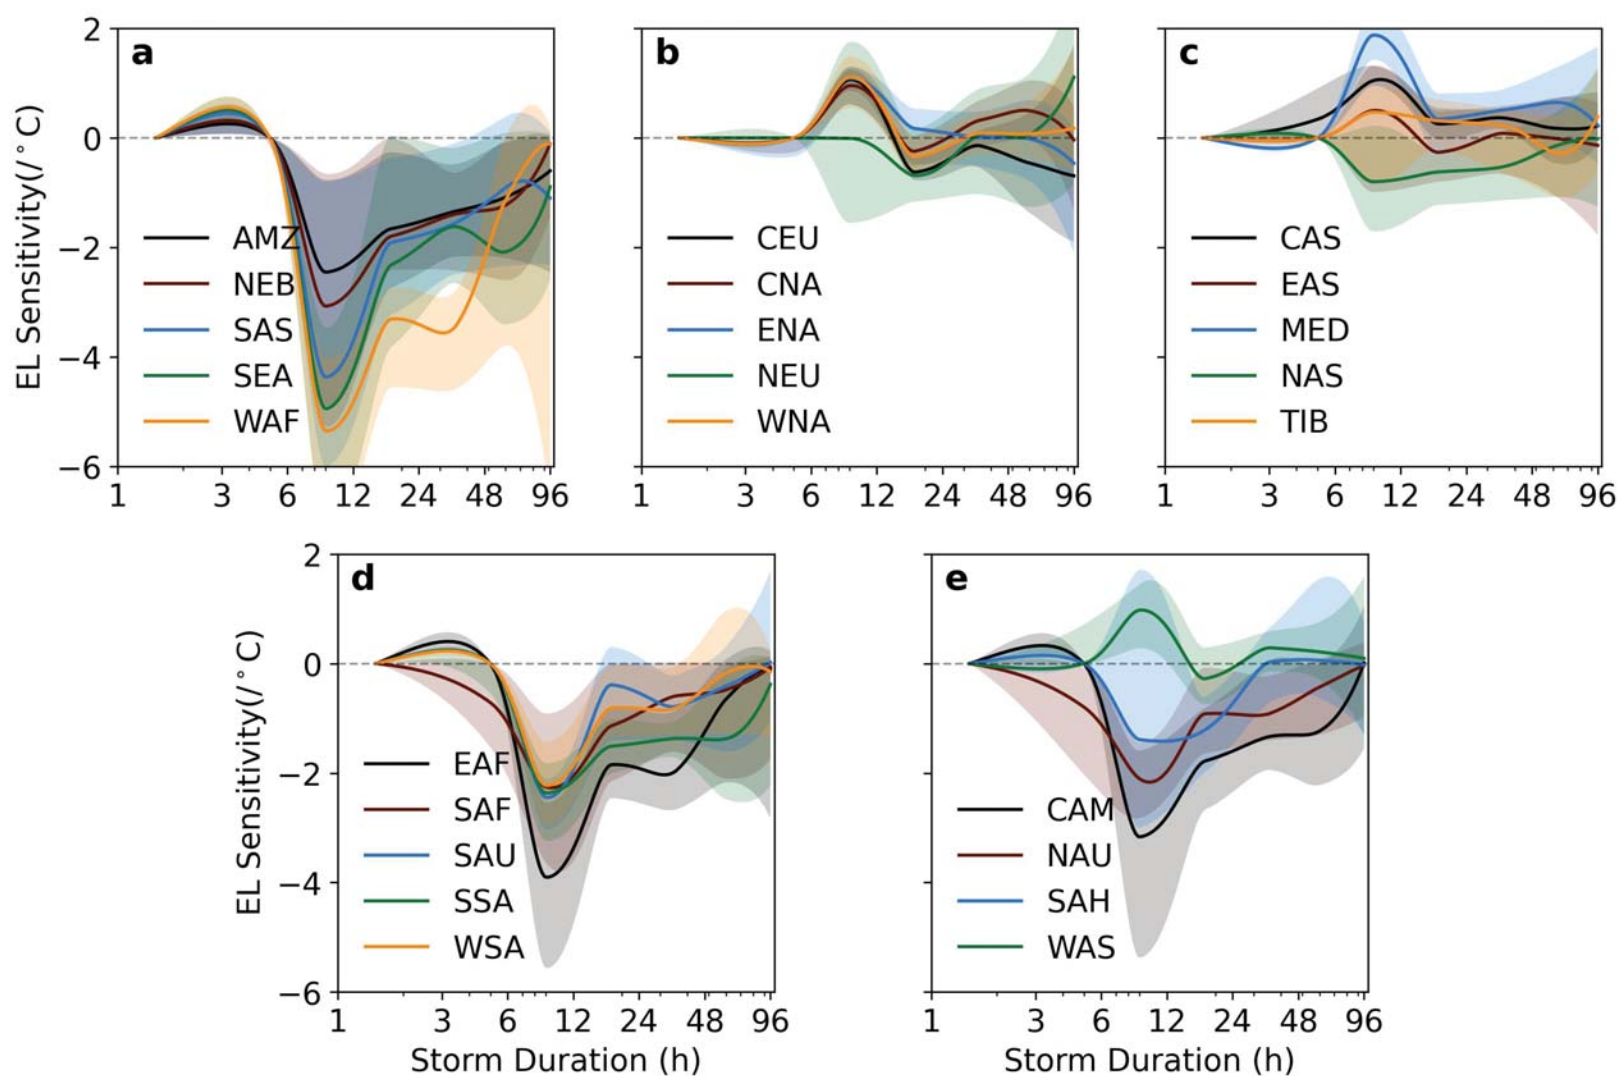 a
b
c
2
0
−2
−4
−6
EL Sensitivity(/°C)
AMZ
NEB
SAS
SEA
WAF
CEU
CNA
ENA
NEU
WNA
CAS
EAS
MED
NAS
TIB
1 3 6 12 24 48 96
1 3 6 12 24 48 96
1 3 6 12 24 48 96
d
e
2
0
−2
−4
−6
EL Sensitivity(/°C)
EAF
SAF
SAU
SSA
WSA
CAM
NAU
SAH
WAS
1 3 6 12 24 48 96
1 3 6 12 24 48 96
Storm Duration (h)
Storm Duration (h)